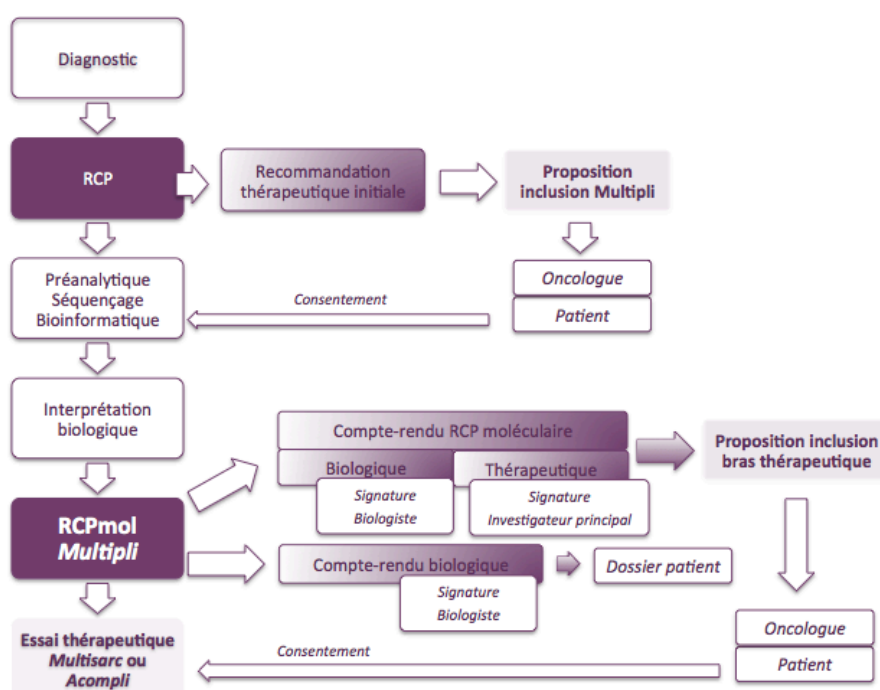 Diagnostic
RCP
Recommandation
thérapeutique initiale
Proposition
inclusion Multipli
Oncologue
Patient
Préanalytique
Séquençage
Bioinformatique
Consentement
Interprétation
biologique
Compte-rendu RCP moléculaire
Biologique
Thérapeutique
Signature
Biologiste
Signature
Investigateur principal
Proposition inclusion
bras thérapeutique
RCPmol
Multipli
Compte-rendu biologique
Signature
Biologiste
Dossier patient
Essai thérapeutique
Multisarc ou
Acompli
Consentement
Oncologue
Patient